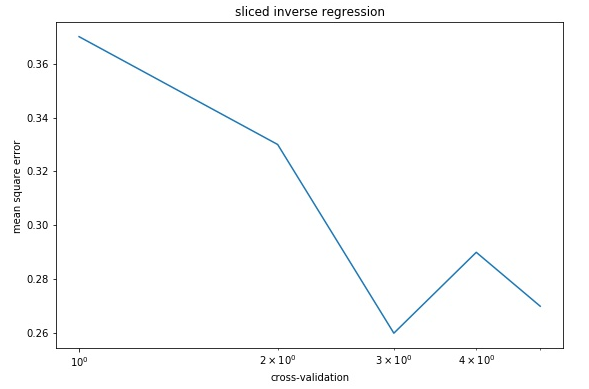 sliced inverse regression
0.36
0.34
0.32
0.30
0.28
0.26
mean square error
10⁰
2 × 10⁰
3 × 10⁰
4 × 10⁰
cross-validation